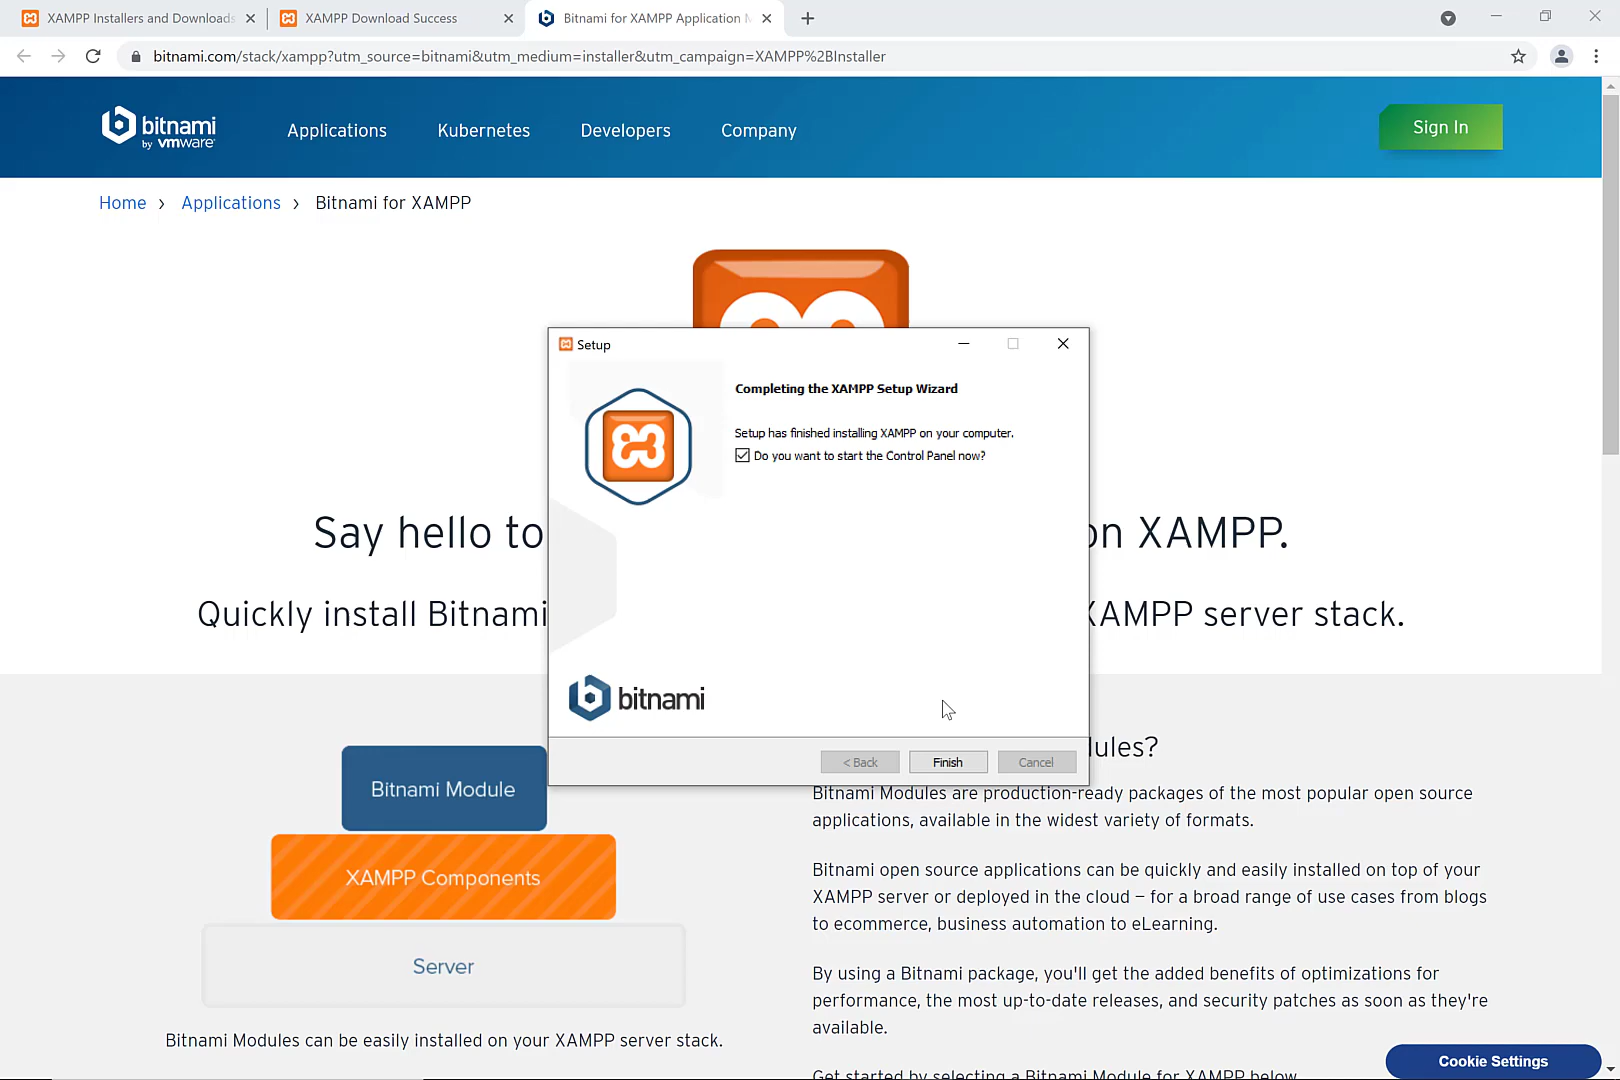 XAMPP Installers and Downloads
XAMPP Download Success
Bitnami for XAMPP Application M
bitnami.com/stack/xampp?utm_source=bitnami&utm_medium=installer&utm_campaign=XAMPP%2BInstaller
bitnami
by vmware
Applications
Kubernetes
Developers
Company
Sign In
Home › Applications › Bitnami for XAMPP
Setup
Completing the XAMPP Setup Wizard
Setup has finished installing XAMPP on your computer.
Do you want to start the Control Panel now?
bitnami
< Back
Finish
Cancel
Say hello to
on XAMPP.
Quickly install Bitnami
XAMPP server stack.
Bitnami Module
XAMPP Components
Server
Bitnami Modules can be easily installed on your XAMPP server stack.
ules?
Bitnami Modules are production-ready packages of the most popular open source
applications, available in the widest variety of formats.
Bitnami open source applications can be quickly and easily installed on top of your
XAMPP server or deployed in the cloud – for a broad range of use cases from blogs
to ecommerce, business automation to eLearning.
By using a Bitnami package, you'll get the added benefits of optimizations for
performance, the most up-to-date releases, and security patches as soon as they're
available.
Get started by selecting a Bitnami Module for XAMPP below
Cookie Settings